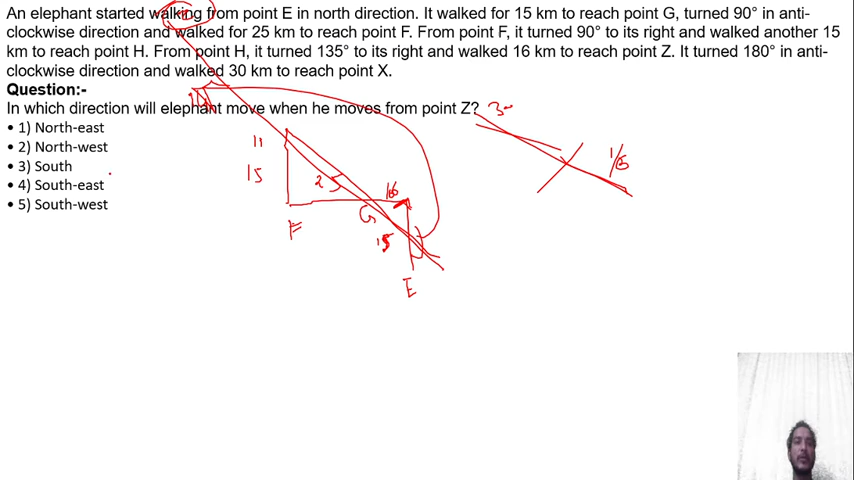 An elephant started walking from point E in north direction. It walked for 15 km to reach point G, turned 90° in anti-
clockwise direction and walked for 25 km to reach point F. From point F, it turned 90° to its right and walked another 15
km to reach point H. From point H, it turned 135° to its right and walked 16 km to reach point Z. It turned 180° in anti-
clockwise direction and walked 30 km to reach point X.
Question:-
In which direction will elephant move when he moves from point Z?
• 1) North-east
• 2) North-west
• 3) South
• 4) South-east
• 5) South-west
15
25
16
F
G
15
E